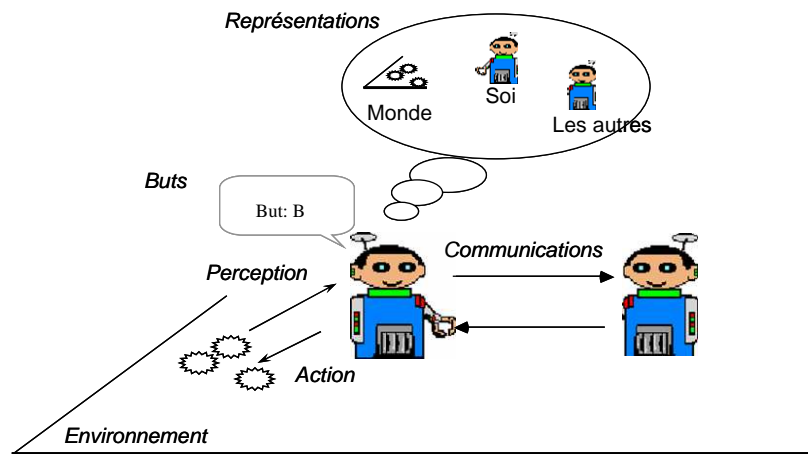 Représentations
Monde
Soi
Les autres
Buts
But: B
Communications
Perception
Action
Environnement